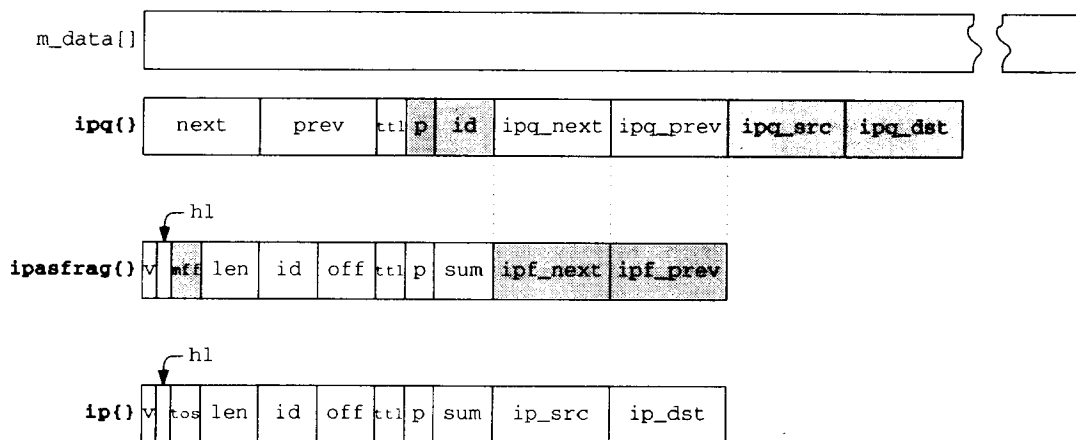 m_data[]
ipq{} next prev ttl p id ipq_next ipq_prev ipq_src ipq_dst
hl
ipasfrag{} v mff len id off ttl p sum ipf_next ipf_prev
hl
ip{} v tos len id off ttl p sum ip_src ip_dst